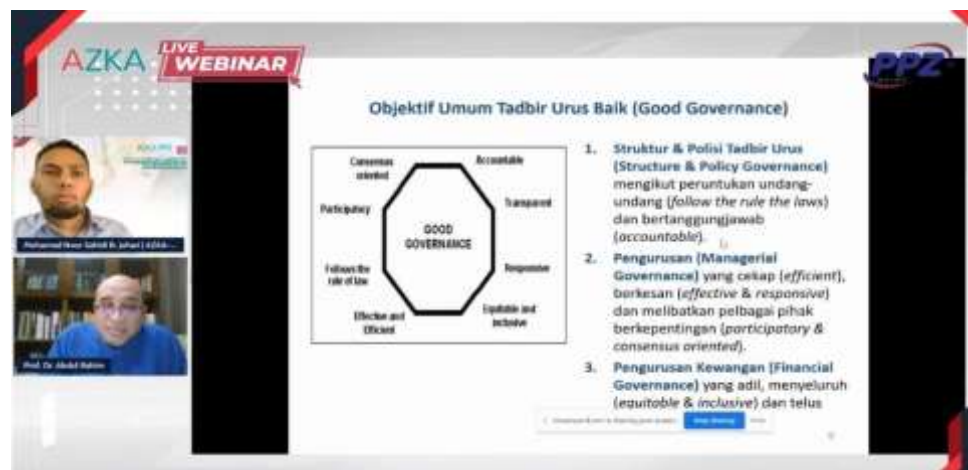 AZKA
LIVE
WEBINAR
PPZ
Objektif Umum Tadbir Urus Baik (Good Governance)
Consensus
oriented
Accountable
Participatory
Transparent
GOOD
GOVERNANCE
Follows the
rule of law
Responsive
Effective and
Efficient
Equitable and
inclusive
1. Struktur & Polisi Tadbir Urus
(Structure & Policy Governance)
mengikut peruntukan undang-
undang (follow the rule the laws)
dan bertanggungjawab
(accountable).
2. Pengurusan (Managerial
Governance) yang cekap (efficient),
berkesan (effective & responsive)
dan melibatkan pelbagai pihak
berkepentingan (participatory &
consensus oriented).
3. Pengurusan Kewangan (Financial
Governance) yang adil, menyeluruh
(equitable & inclusive) dan telus
Stop sharing
Prof. Dr. Abdul Rahim